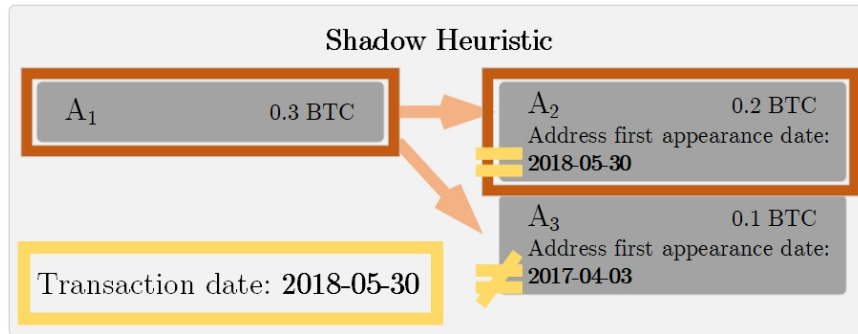 Shadow Heuristic
A₁ 0.3 BTC
A₂ 0.2 BTC
Address first appearance date:
2018-05-30
A₃ 0.1 BTC
Address first appearance date:
2017-04-03
Transaction date: 2018-05-30